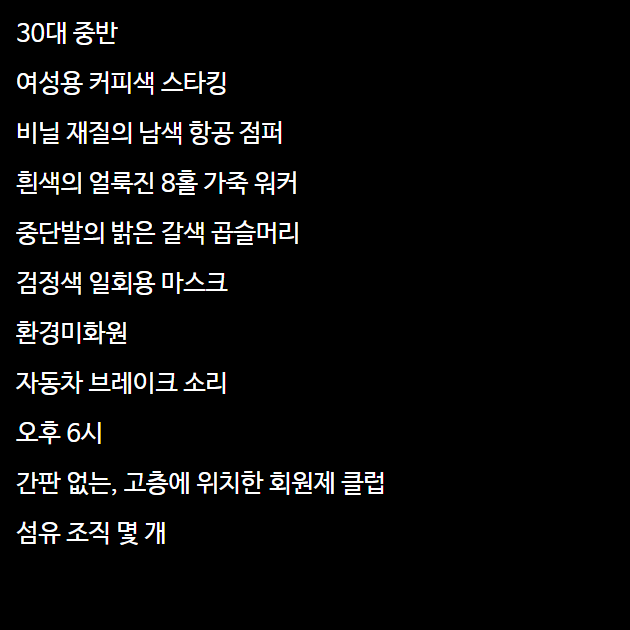 30대 중반
여성용 커피색 스타킹
비닐 재질의 남색 항공 점퍼
흰색의 얼룩진 8홀 가죽 워커
중단발의 밝은 갈색 곱슬머리
검정색 일회용 마스크
환경미화원
자동차 브레이크 소리
오후 6시
간판 없는, 고층에 위치한 회원제 클럽
섬유 조직 몇 개